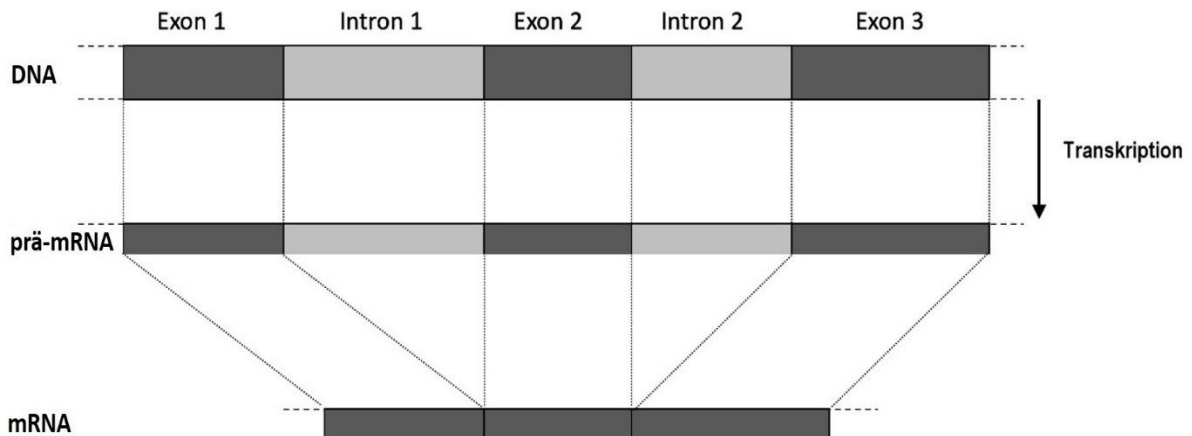 Exon 1 Intron 1 Exon 2 Intron 2 Exon 3
DNA
Transkription
prä-mRNA
mRNA